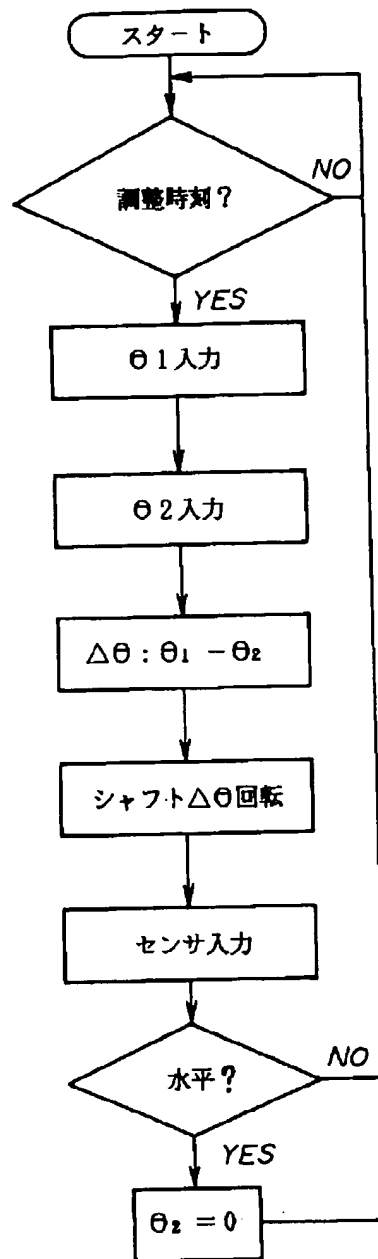 スタート
調整時刻?
NO
YES
θ1入力
θ2入力
△θ:θ₁-θ₂
シャフト△θ回転
センサ入力
水平?
NO
YES
θ₂=0